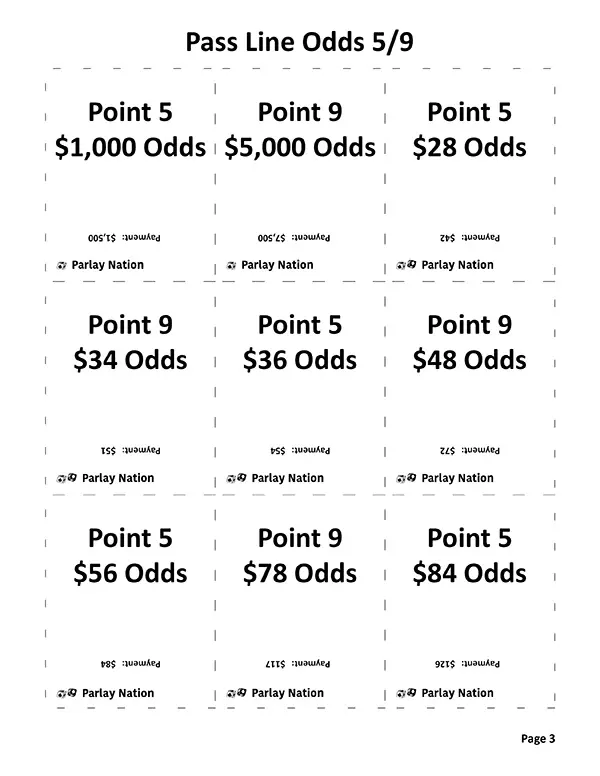 Pass Line Odds 5/9
Point 5
$1,000 Odds
Payment: $1,500
Parlay Nation
Point 9
$5,000 Odds
Payment: $7,500
Parlay Nation
Point 5
$28 Odds
Payment: $42
Parlay Nation
Point 9
$34 Odds
Payment: $51
Parlay Nation
Point 5
$36 Odds
Payment: $54
Parlay Nation
Point 9
$48 Odds
Payment: $72
Parlay Nation
Point 5
$56 Odds
Payment: $84
Parlay Nation
Point 9
$78 Odds
Payment: $117
Parlay Nation
Point 5
$84 Odds
Payment: $126
Parlay Nation
Page 3